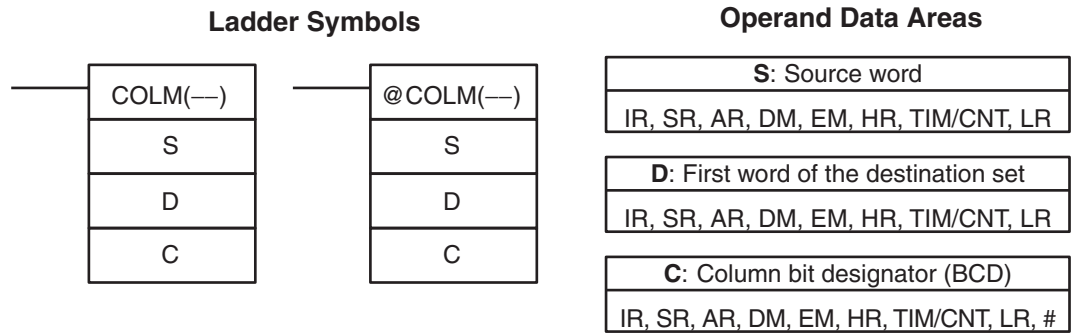 Ladder Symbols
COLM(−−)
S
D
C
@COLM(−−)
S
D
C
Operand Data Areas
S: Source word
IR, SR, AR, DM, EM, HR, TIM/CNT, LR
D: First word of the destination set
IR, SR, AR, DM, EM, HR, TIM/CNT, LR
C: Column bit designator (BCD)
IR, SR, AR, DM, EM, HR, TIM/CNT, LR, #